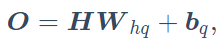 O = HW_{hq} + b_q,